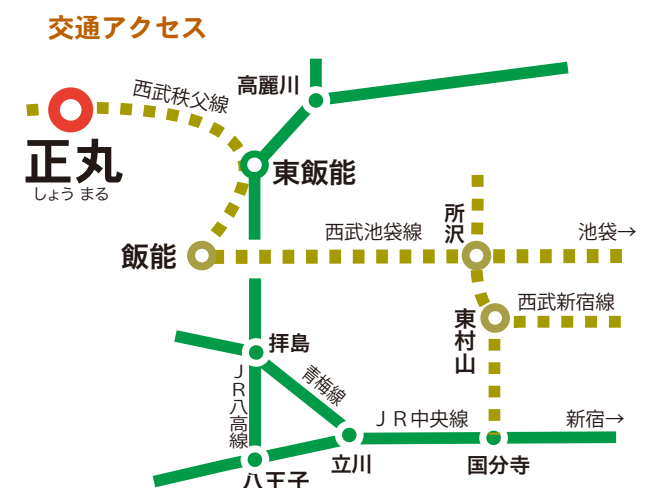 交通アクセス
高麗川
西武秩父線
正丸
しょう まる
東飯能
所沢
西武池袋線
池袋→
飯能
西武新宿線
東村山
拝島
青梅線
JR八高線
JR中央線
新宿→
立川
国分寺
八王子